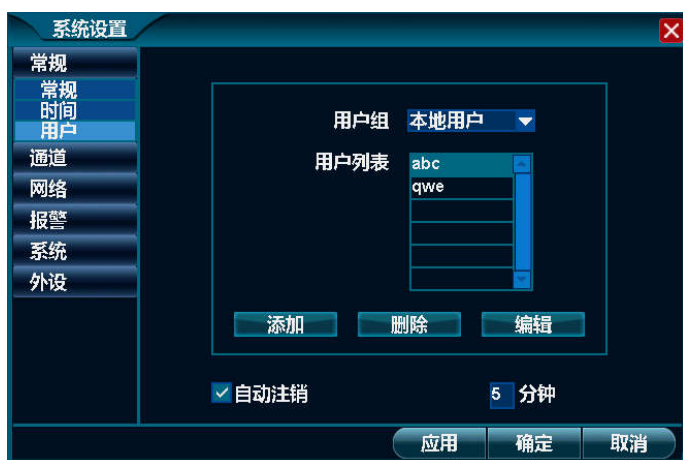 系统设置
常规
常规
时间
用户
通道
网络
报警
系统
外设
用户组 本地用户
用户列表 abc
qwe
添加 删除 编辑
自动注销 5 分钟
应用 确定 取消